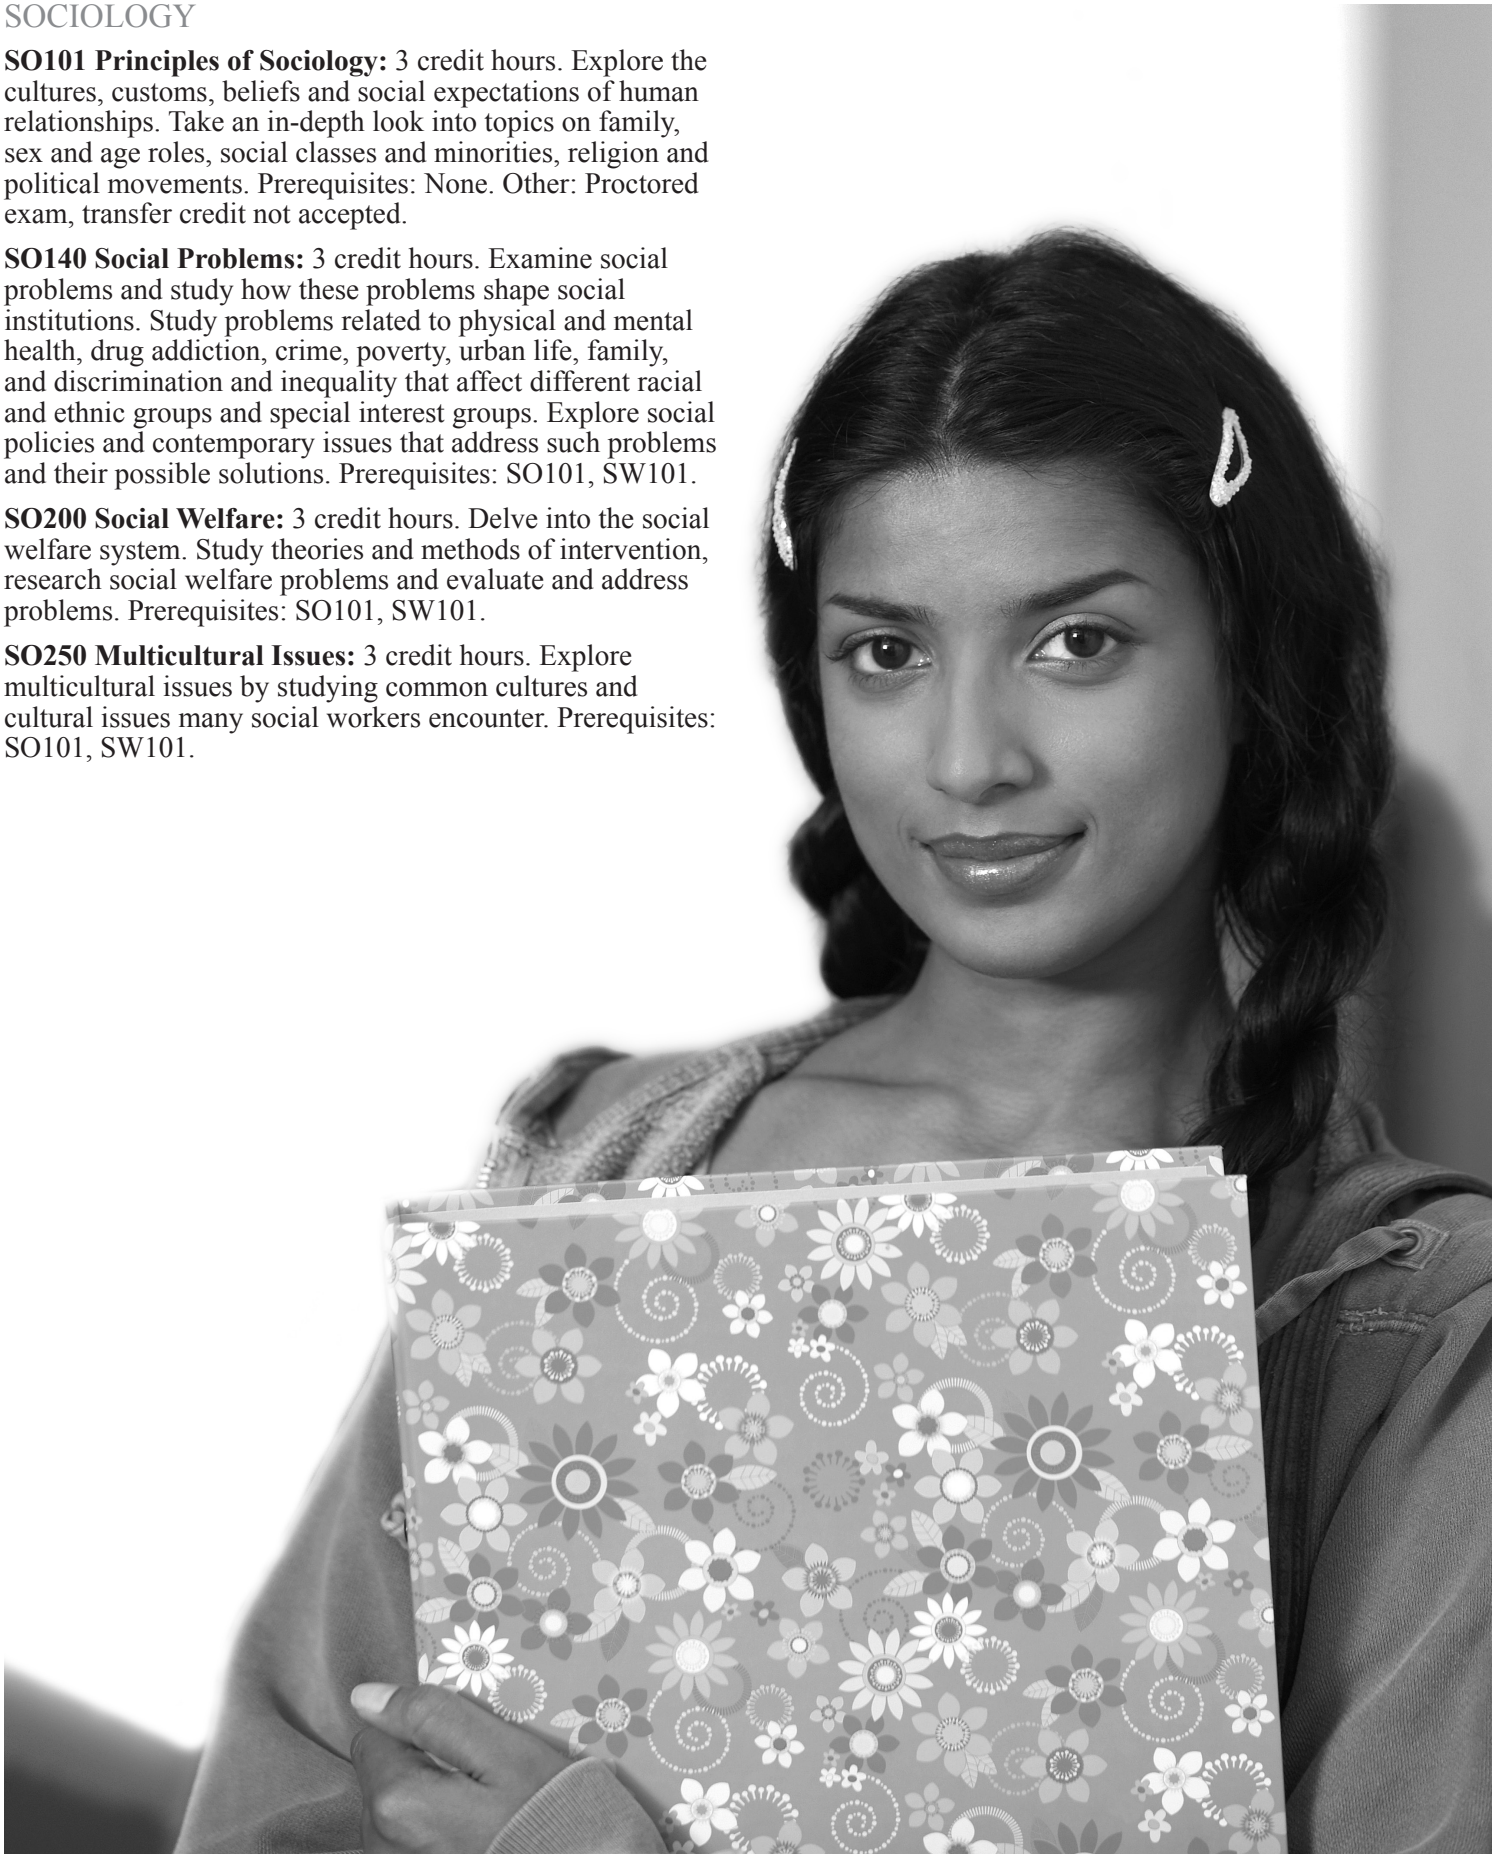 SOCIOLOGY
SO101 Principles of Sociology: 3 credit hours. Explore the
cultures, customs, beliefs and social expectations of human
relationships. Take an in-depth look into topics on family,
sex and age roles, social classes and minorities, religion and
political movements. Prerequisites: None. Other: Proctored
exam, transfer credit not accepted.
SO140 Social Problems: 3 credit hours. Examine social
problems and study how these problems shape social
institutions. Study problems related to physical and mental
health, drug addiction, crime, poverty, urban life, family,
and discrimination and inequality that affect different racial
and ethnic groups and special interest groups. Explore social
policies and contemporary issues that address such problems
and their possible solutions. Prerequisites: SO101, SW101.
SO200 Social Welfare: 3 credit hours. Delve into the social
welfare system. Study theories and methods of intervention,
research social welfare problems and evaluate and address
problems. Prerequisites: SO101, SW101.
SO250 Multicultural Issues: 3 credit hours. Explore
multicultural issues by studying common cultures and
cultural issues many social workers encounter. Prerequisites:
SO101, SW101.